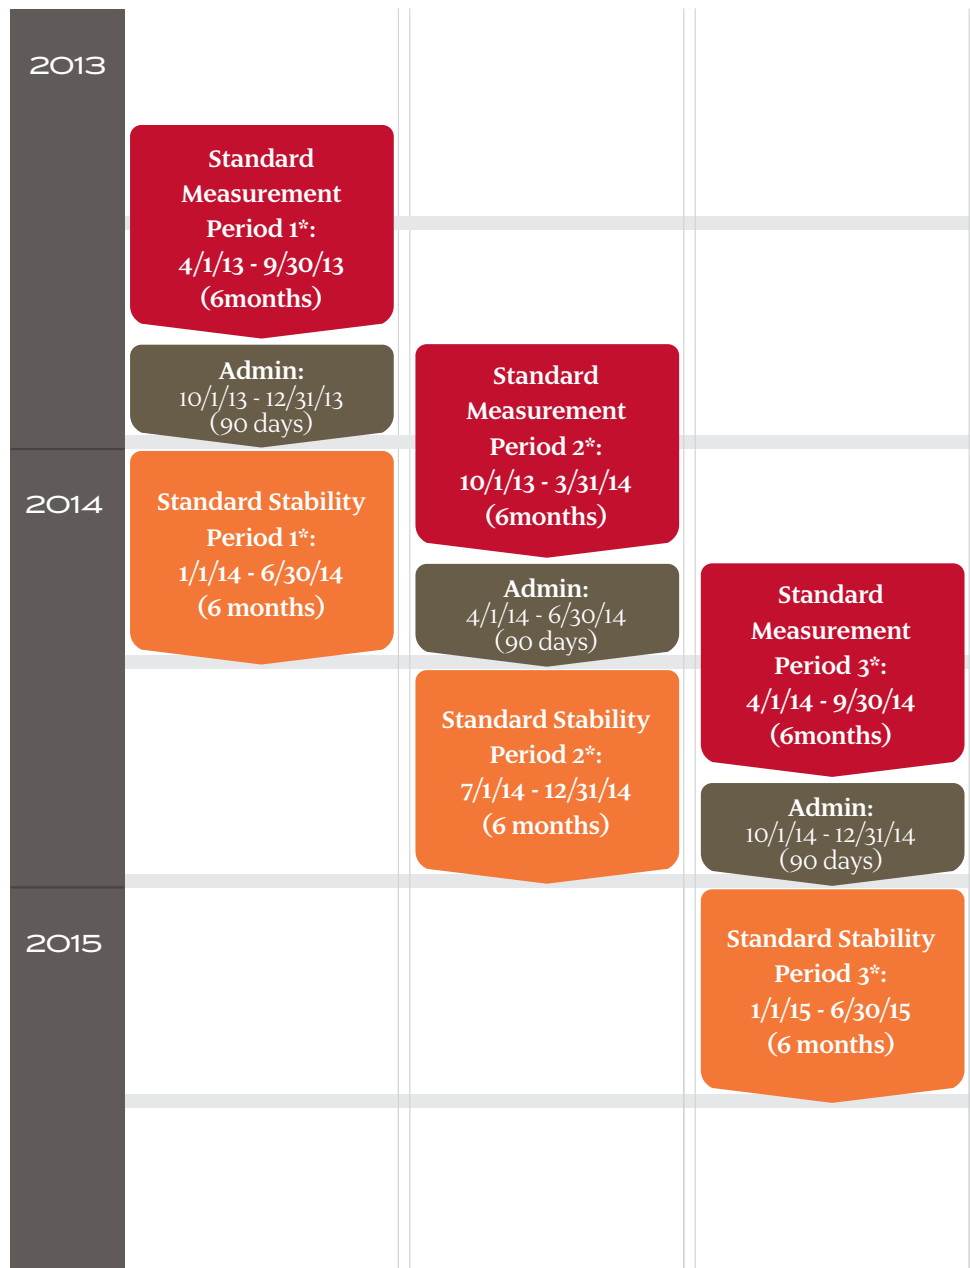 2013
Standard
Measurement
Period 1*:
4/1/13 - 9/30/13
(6months)
Admin:
10/1/13 - 12/31/13
(90 days)
Standard
Measurement
Period 2*:
10/1/13 - 3/31/14
(6months)
2014
Standard Stability
Period 1*:
1/1/14 - 6/30/14
(6 months)
Admin:
4/1/14 - 6/30/14
(90 days)
Standard
Measurement
Period 3*:
4/1/14 - 9/30/14
(6months)
Standard Stability
Period 2*:
7/1/14 - 12/31/14
(6 months)
Admin:
10/1/14 - 12/31/14
(90 days)
2015
Standard Stability
Period 3*:
1/1/15 - 6/30/15
(6 months)